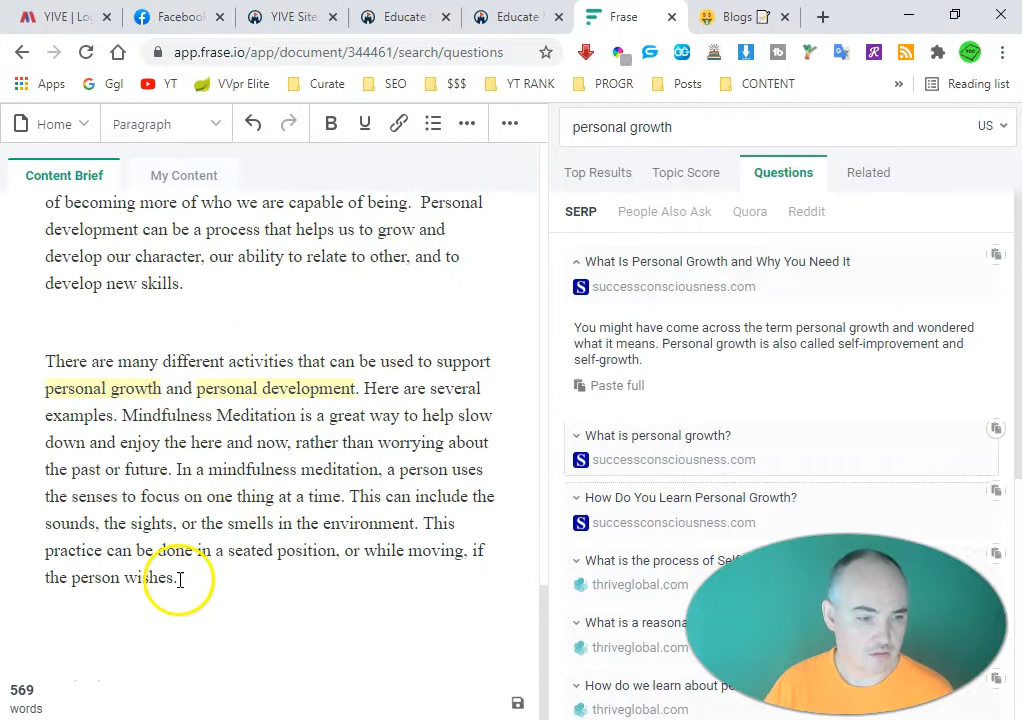 YIVE | Lo
Facebook
YIVE Site
Educate
Educate
Frase
Blogs
app.frase.io/app/document/344461/search/questions
Apps
Ggl
YT
VVpr Elite
Curate
SEO
$$$
YT RANK
PROGR
Posts
CONTENT
»
Reading list
Home
Paragraph
B
U
personal growth
US
Content Brief
My Content
Top Results
Topic Score
Questions
Related
SERP
People Also Ask
Quora
Reddit
of becoming more of who we are capable of being.  Personal
development can be a process that helps us to grow and
develop our character, our ability to relate to other, and to
develop new skills.
There are many different activities that can be used to support
personal growth and personal development. Here are several
examples. Mindfulness Meditation is a great way to help slow
down and enjoy the here and now, rather than worrying about
the past or future. In a mindfulness meditation, a person uses
the senses to focus on one thing at a time. This can include the
sounds, the sights, or the smells in the environment. This
practice can be done in a seated position, or while moving, if
the person wishes.
569
words
What Is Personal Growth and Why You Need It
successconsciousness.com
You might have come across the term personal growth and wondered
what it means. Personal growth is also called self-improvement and
self-growth.
Paste full
What is personal growth?
successconsciousness.com
How Do You Learn Personal Growth?
successconsciousness.com
What is the process of Sel
thriveglobal.com
What is a reasona
thriveglobal
How do we learn about pe
thriveglobal.com